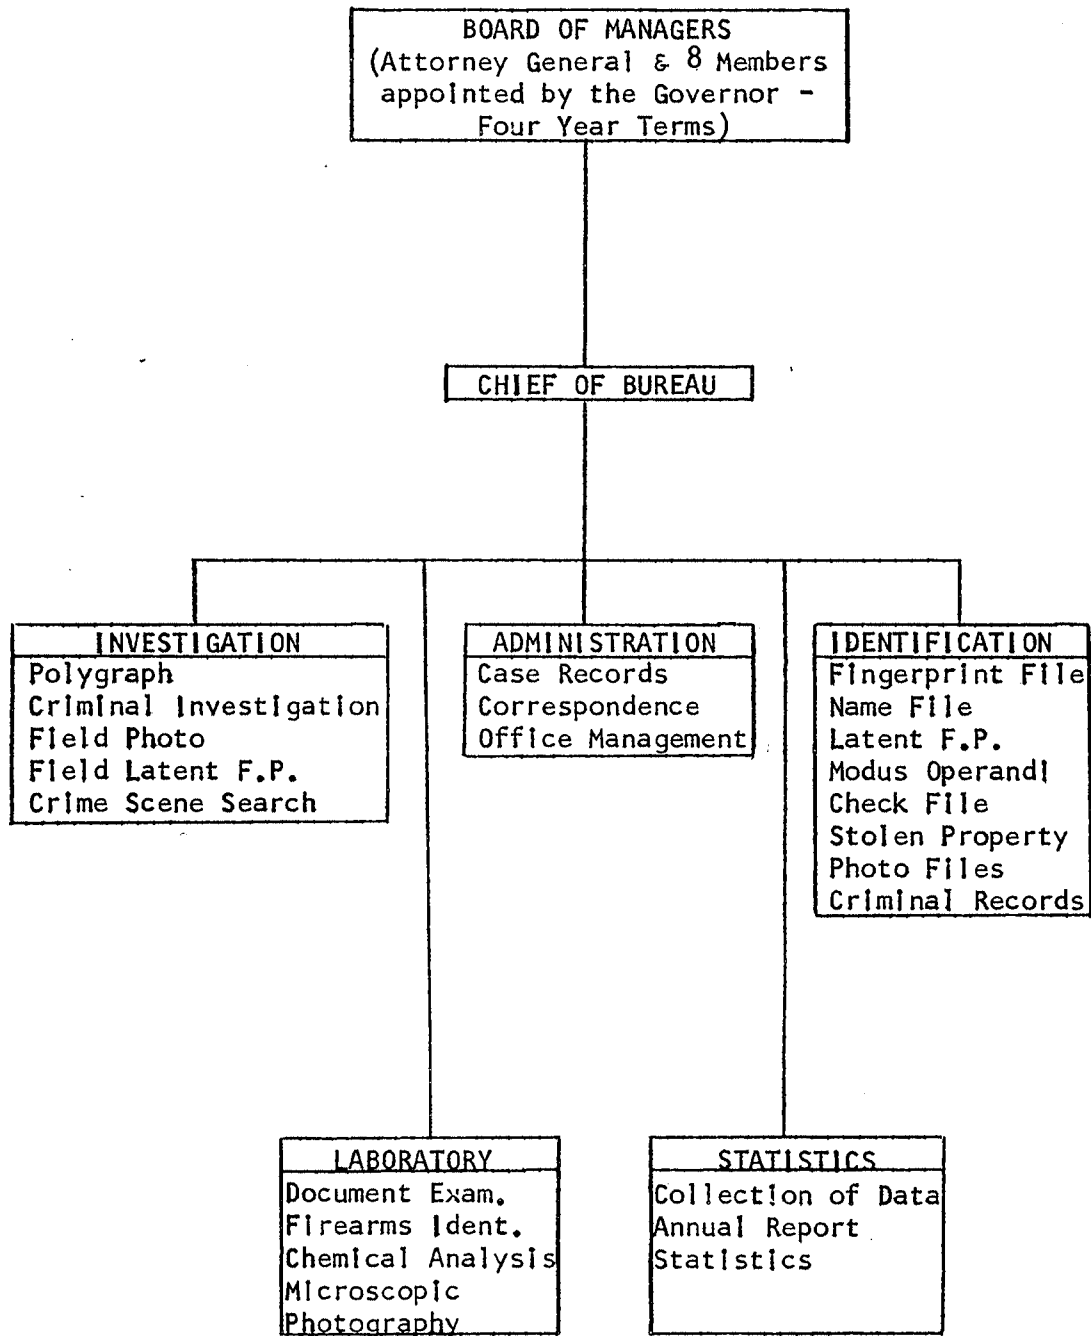 BOARD OF MANAGERS
(Attorney General & 8 Members
appointed by the Governor -
Four Year Terms)
CHIEF OF BUREAU
INVESTIGATION
Polygraph
Criminal Investigation
Field Photo
Field Latent F.P.
Crime Scene Search
ADMINISTRATION
Case Records
Correspondence
Office Management
IDENTIFICATION
Fingerprint File
Name File
Latent F.P.
Modus Operandi
Check File
Stolen Property
Photo Files
Criminal Records
LABORATORY
Document Exam.
Firearms Ident.
Chemical Analysis
Microscopic
Photography
STATISTICS
Collection of Data
Annual Report
Statistics